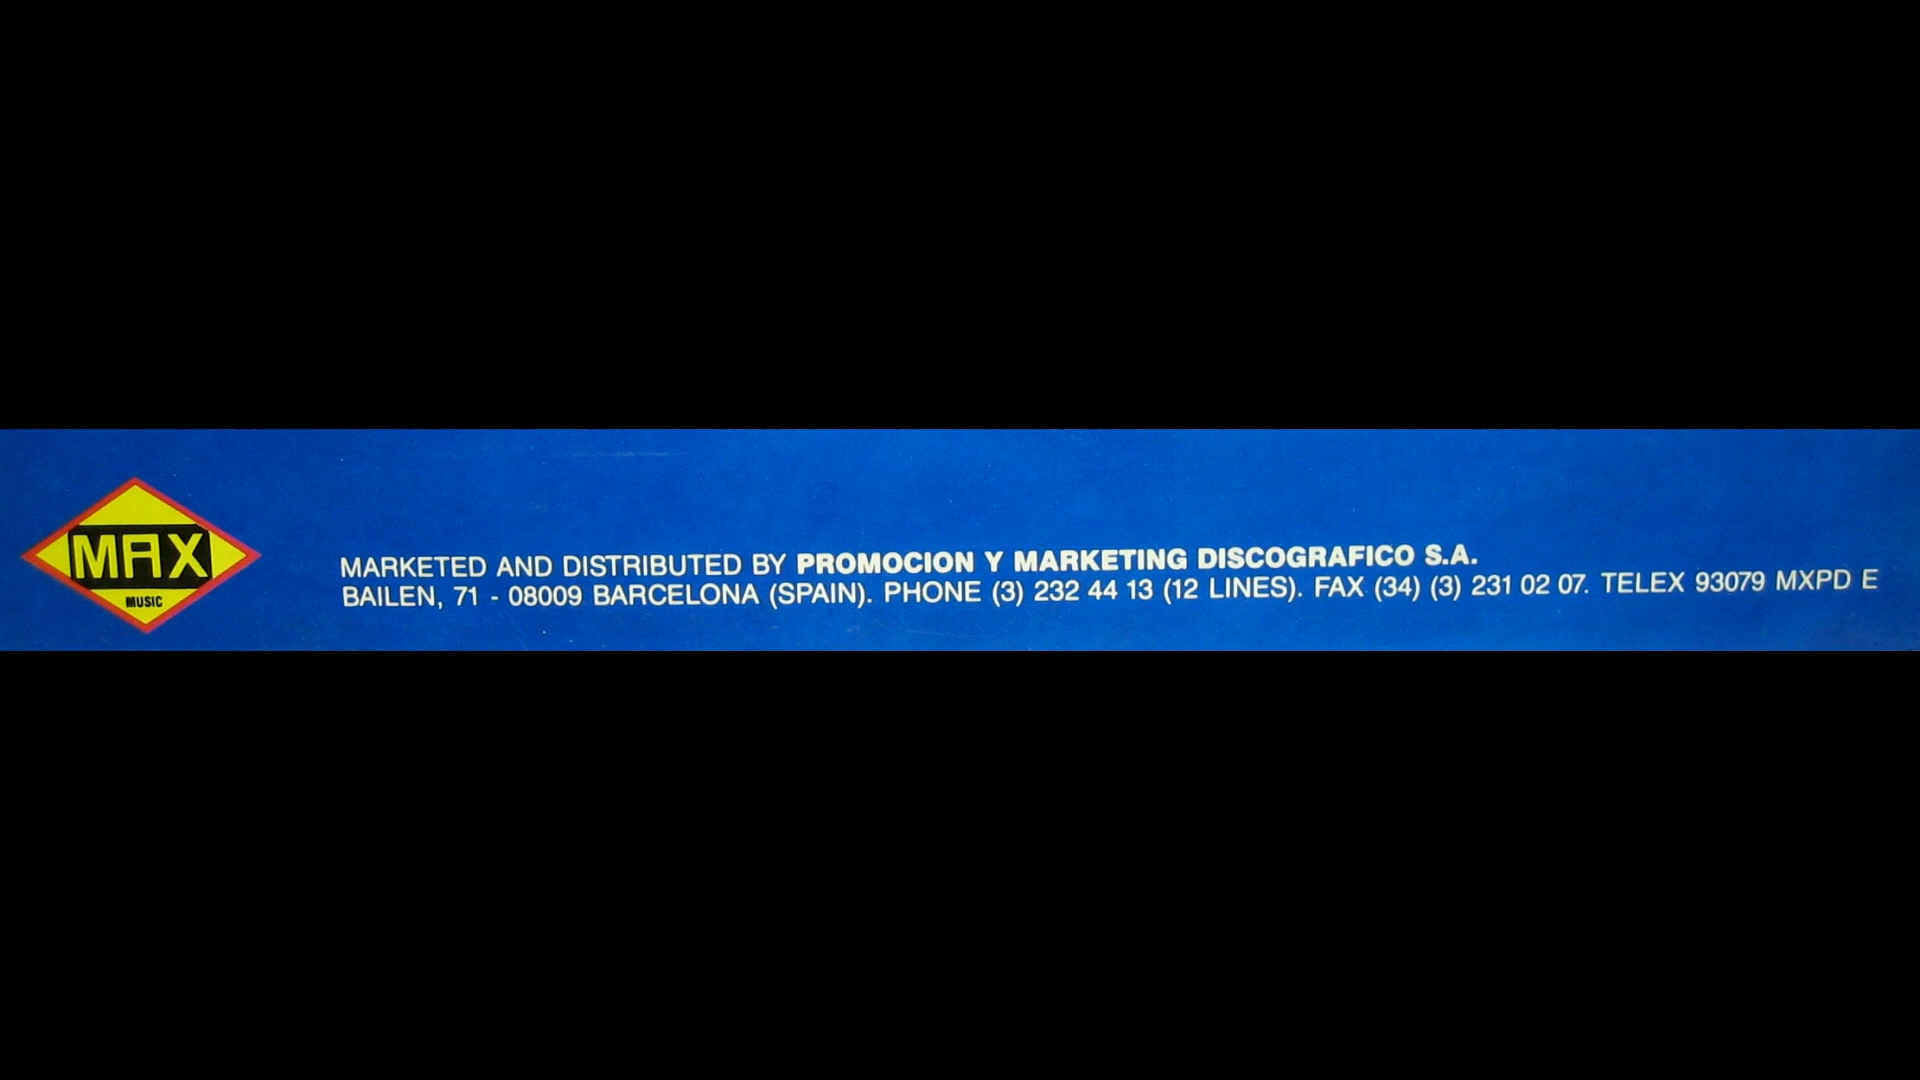 MAX
MUSIC
MARKETED AND DISTRIBUTED BY PROMOCION Y MARKETING DISCOGRAFICO S.A.
BAILEN, 71 - 08009 BARCELONA (SPAIN). PHONE (3) 232 44 13 (12 LINES). FAX (34) (3) 231 02 07. TELEX 93079 MXPD E